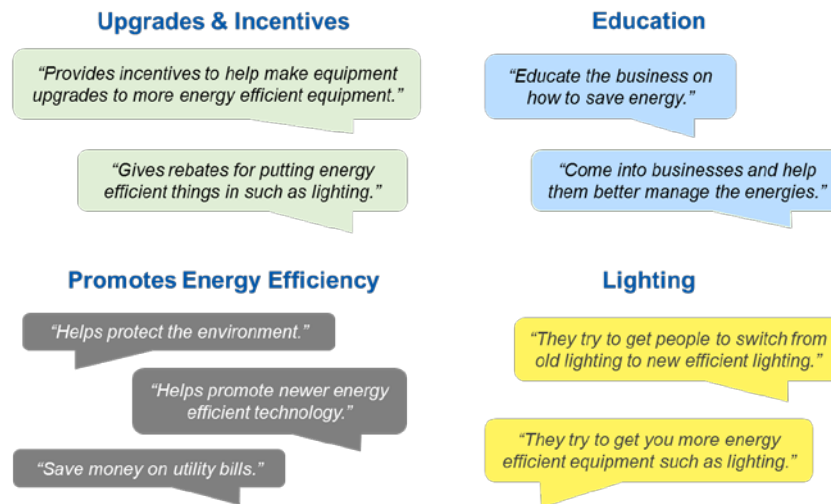 Upgrades & Incentives
“Provides incentives to help make equipment
upgrades to more energy efficient equipment.”
“Gives rebates for putting energy
efficient things in such as lighting.”
Education
“Educate the business on
how to save energy.”
“Come into businesses and help
them better manage the energies.”
Promotes Energy Efficiency
“Helps protect the environment.”
“Helps promote newer energy
efficient technology.”
“Save money on utility bills.”
Lighting
“They try to get people to switch from
old lighting to new efficient lighting.”
“They try to get you more energy
efficient equipment such as lighting.”